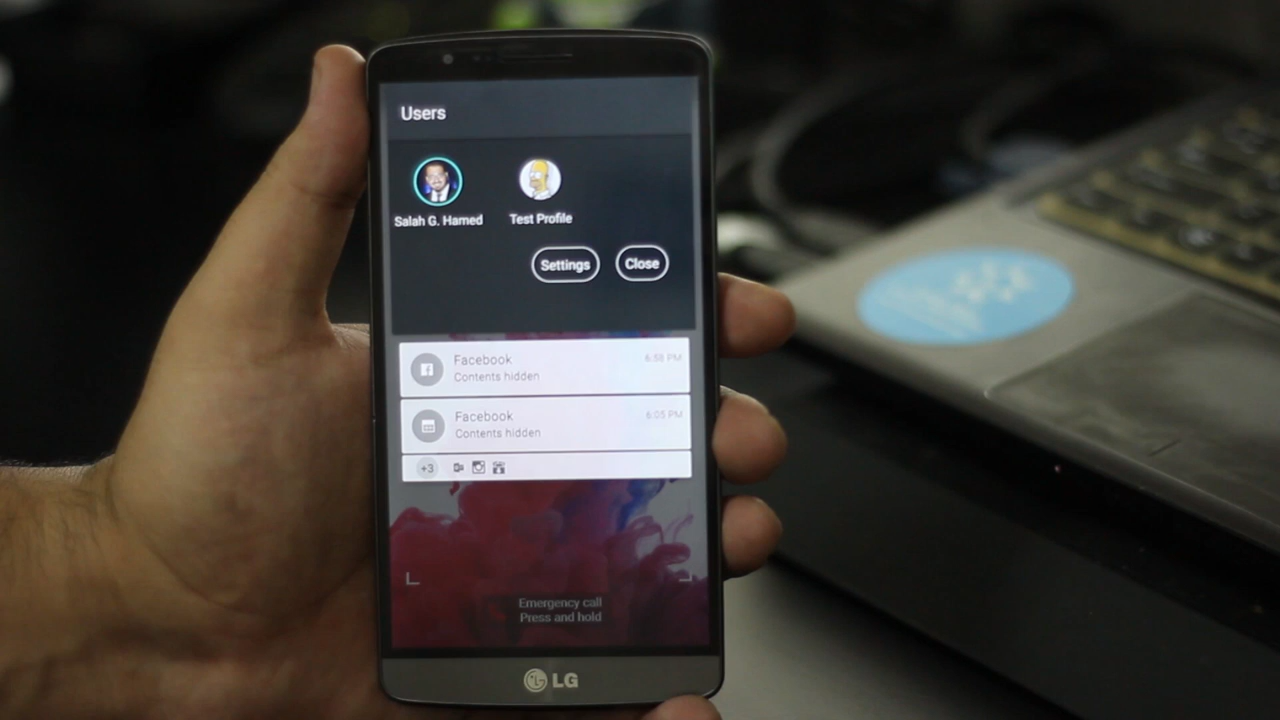 Users
Salah G. Hamed
Test Profile
Settings
Close
Facebook
6:58 PM
Contents hidden
Facebook
6:05 PM
Contents hidden
+3
Emergency call
Press and hold
LG